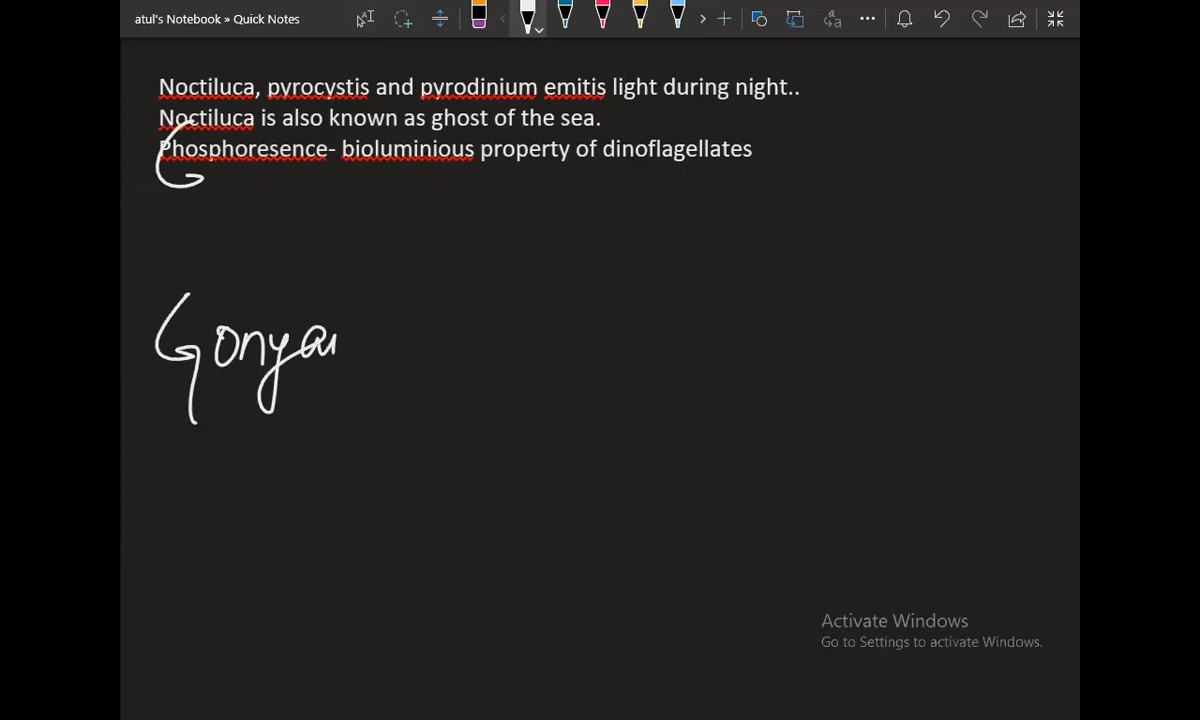 atul's Notebook » Quick Notes
Noctiluca, pyrocystis and pyrodinium emitis light during night..
Noctiluca is also known as ghost of the sea.
Phosphoresence- bioluminious property of dinoflagellates
Gonyau
Activate Windows
Go to Settings to activate Windows.